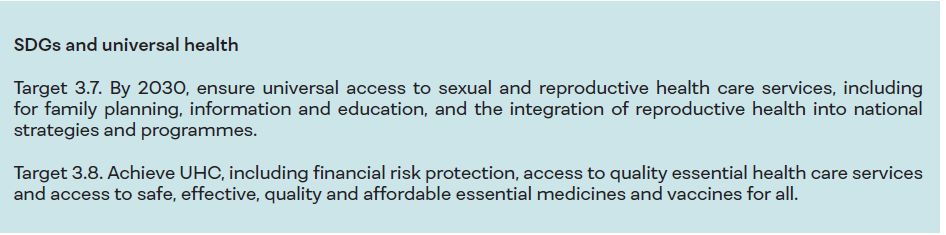 SDGs and universal health
Target 3.7. By 2030, ensure universal access to sexual and reproductive health care services, including
for family planning, information and education, and the integration of reproductive health into national
strategies and programmes.
Target 3.8. Achieve UHC, including financial risk protection, access to quality essential health care services
and access to safe, effective, quality and affordable essential medicines and vaccines for all.